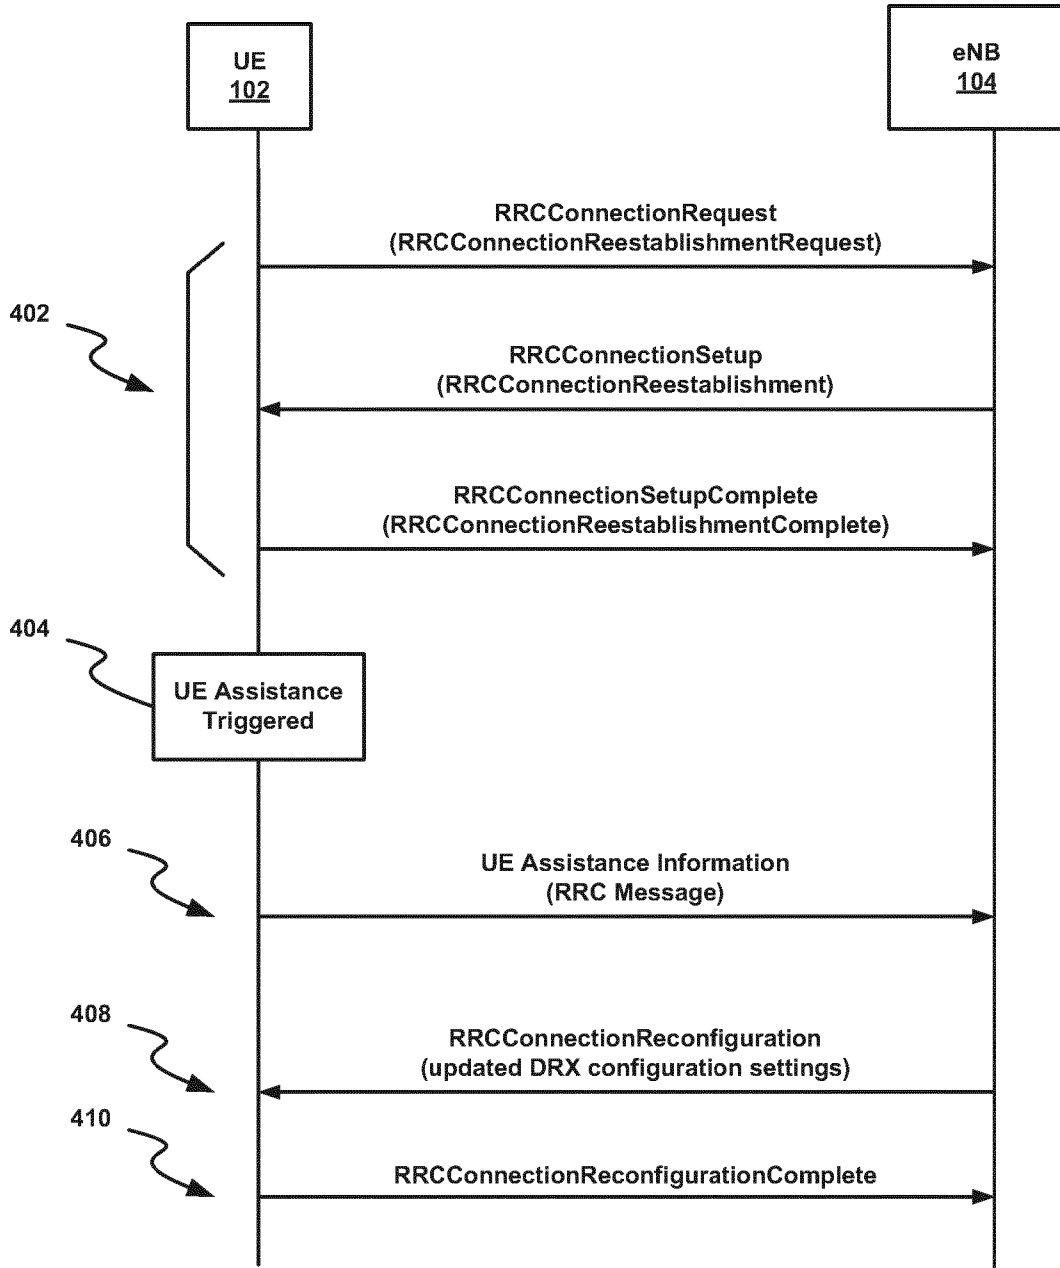 UE
102
eNB
104
RRCConnectionRequest
(RRCConnectionReestablishmentRequest)
402
RRCConnectionSetup
(RRCConnectionReestablishment)
RRCConnectionSetupComplete
(RRCConnectionReestablishmentComplete)
404
UE Assistance
Triggered
406
UE Assistance Information
(RRC Message)
408
RRCConnectionReconfiguration
(updated DRX configuration settings)
410
RRCConnectionReconfigurationComplete